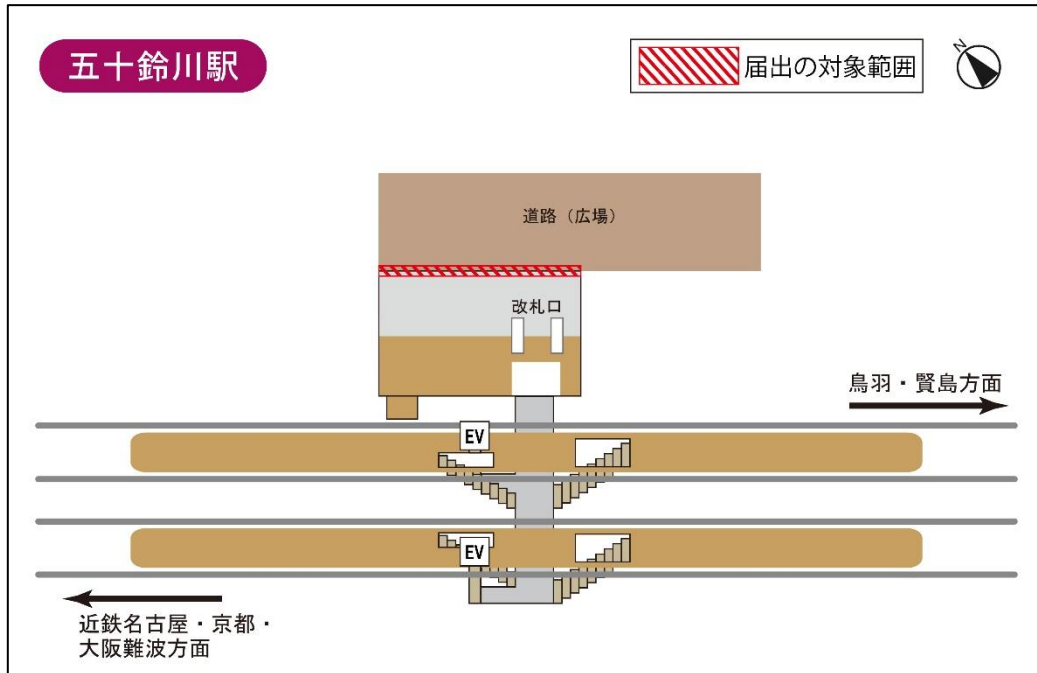 五十鈴川駅
届出の対象範囲
N
道路（広場）
改札口
鳥羽・賢島方面
EV
EV
近鉄名古屋・京都・
大阪難波方面